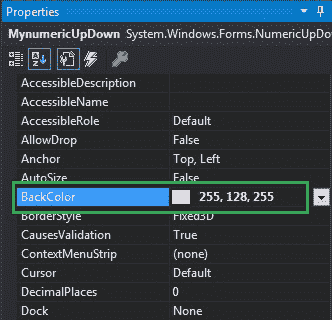 Properties
MynumericUpDown System.Windows.Forms.NumericUpDo
AccessibleDescription
AccessibleName
AccessibleRole Default
AllowDrop False
Anchor Top, Left
AutoSize False
BackColor 255, 128, 255
BorderStyle Fixed3D
CausesValidation True
ContextMenuStrip (none)
Cursor Default
DecimalPlaces 0
Dock None